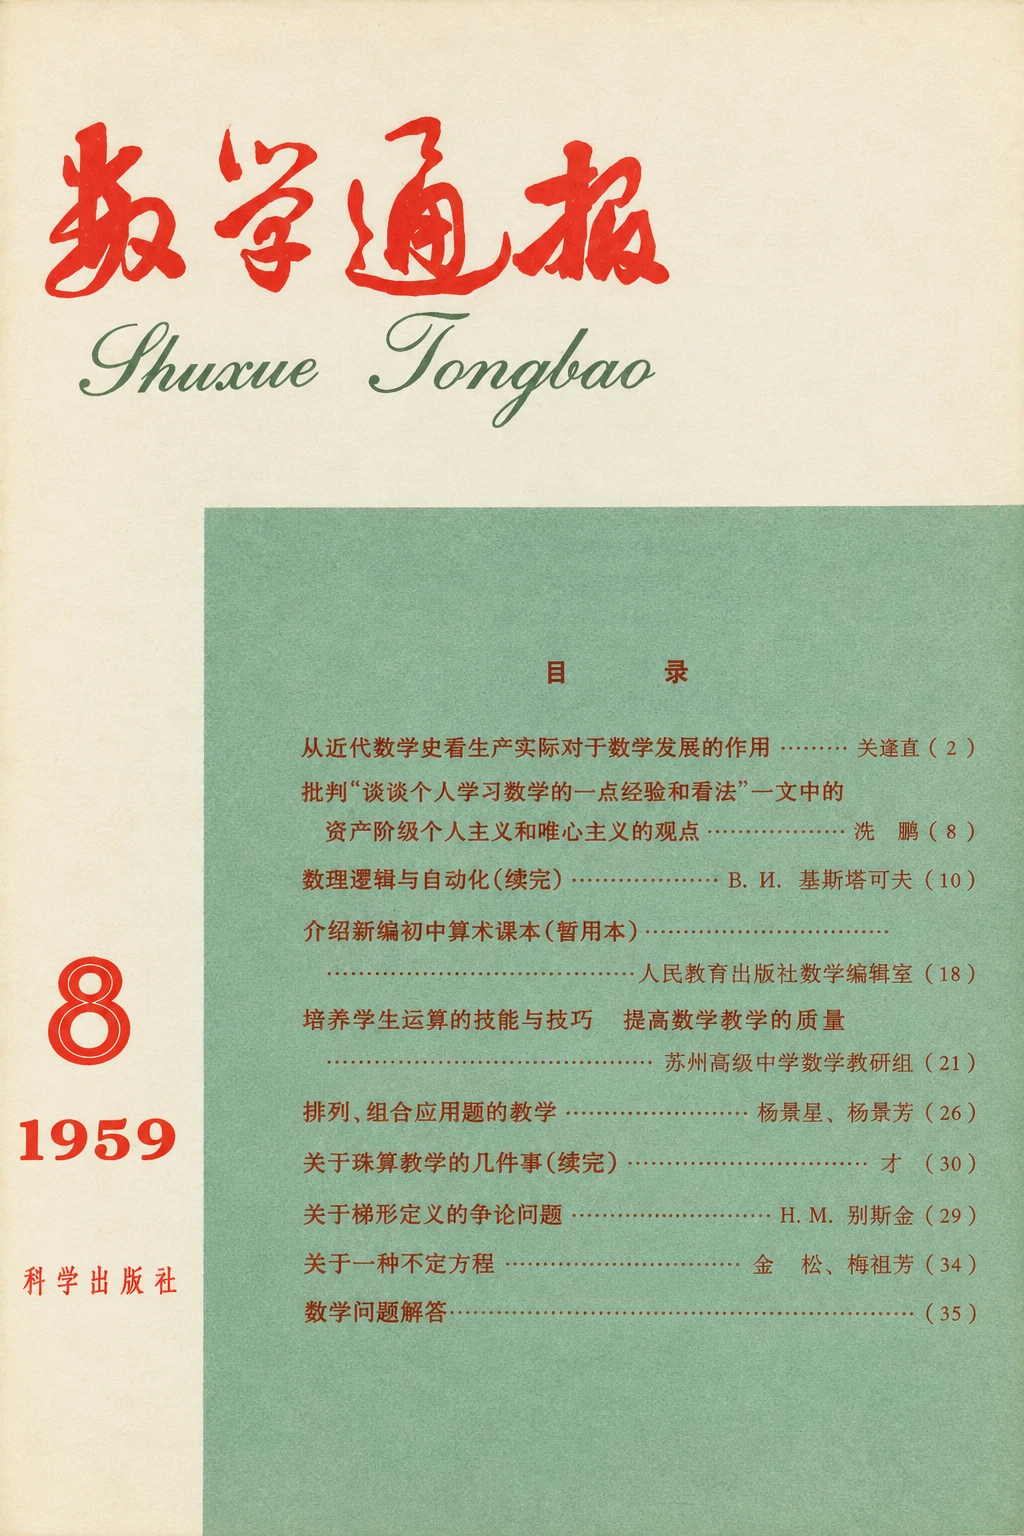 数学通报
Shuxue Tongbao
目 录
从近代数学史看生产实际对于数学发展的作用 ········· 关逢直 ( 2 )
批判“谈谈个人学习数学的一点经验和看法”一文中的
资产阶级个人主义和唯心主义的观点 ·················· 洗 鹏 ( 8 )
数理逻辑与自动化(续完) ··················· В. И. 基斯塔可夫 (10)
介绍新编初中算术课本(暂用本) ·······························
······································· 人民教育出版社数学编辑室 (18)
培养学生运算的技能与技巧 提高数学教学的质量
········································· 苏州高级中学数学教研组 (21)
排列、组合应用题的教学 ······················· 杨景星、杨景芳 (26)
关于珠算教学的几件事(续完) ······························ 才 (30)
关于梯形定义的争论问题 ························· Н. М. 别斯金 (29)
关于一种不定方程 ······························ 金 松、梅祖芳 (34)
数学问题解答··························································· (35)
8
1959
科学出版社